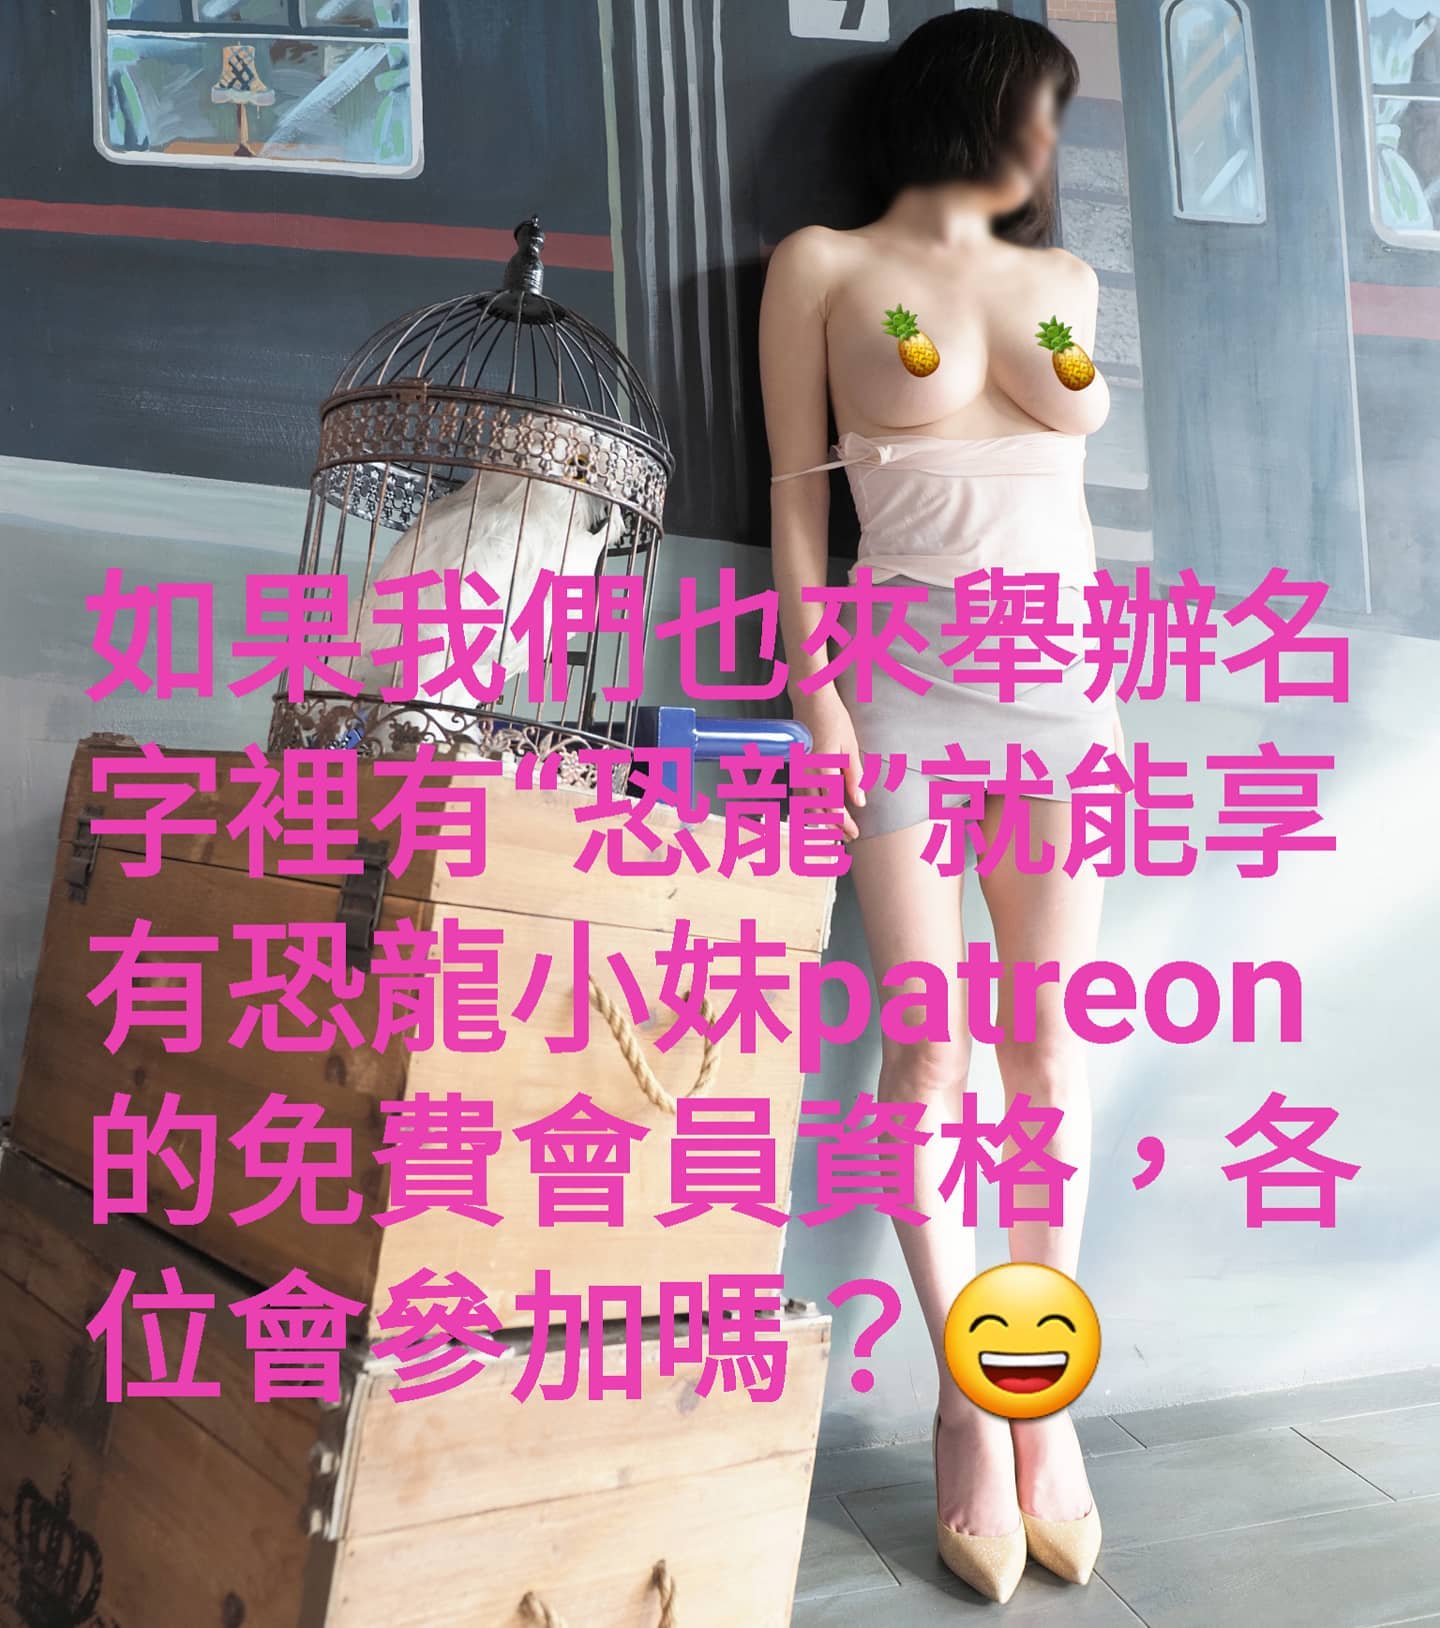 如果我們也來舉辦名
字裡有“恐龍”就能享
有恐龍小妹patreon
的免費會員資格，各
位會參加嗎？😄